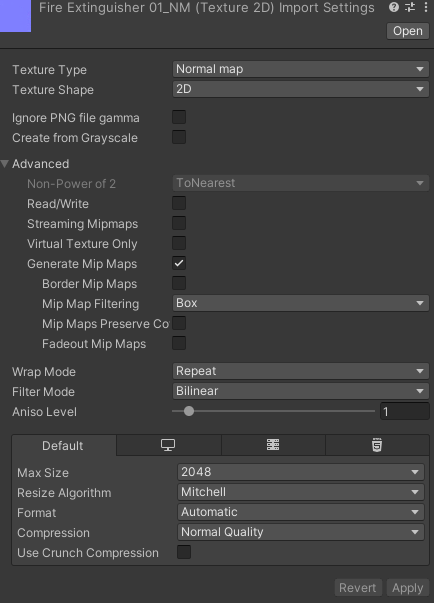 Fire Extinguisher 01_NM (Texture 2D) Import Settings
Open
Texture Type Normal map
Texture Shape 2D
Ignore PNG file gamma
Create from Grayscale
Advanced
Non-Power of 2 ToNearest
Read/Write
Streaming Mipmaps
Virtual Texture Only
Generate Mip Maps
Border Mip Maps
Mip Map Filtering Box
Mip Maps Preserve Co
Fadeout Mip Maps
Wrap Mode Repeat
Filter Mode Bilinear
Aniso Level 1
Default
Max Size 2048
Resize Algorithm Mitchell
Format Automatic
Compression Normal Quality
Use Crunch Compression
Revert Apply